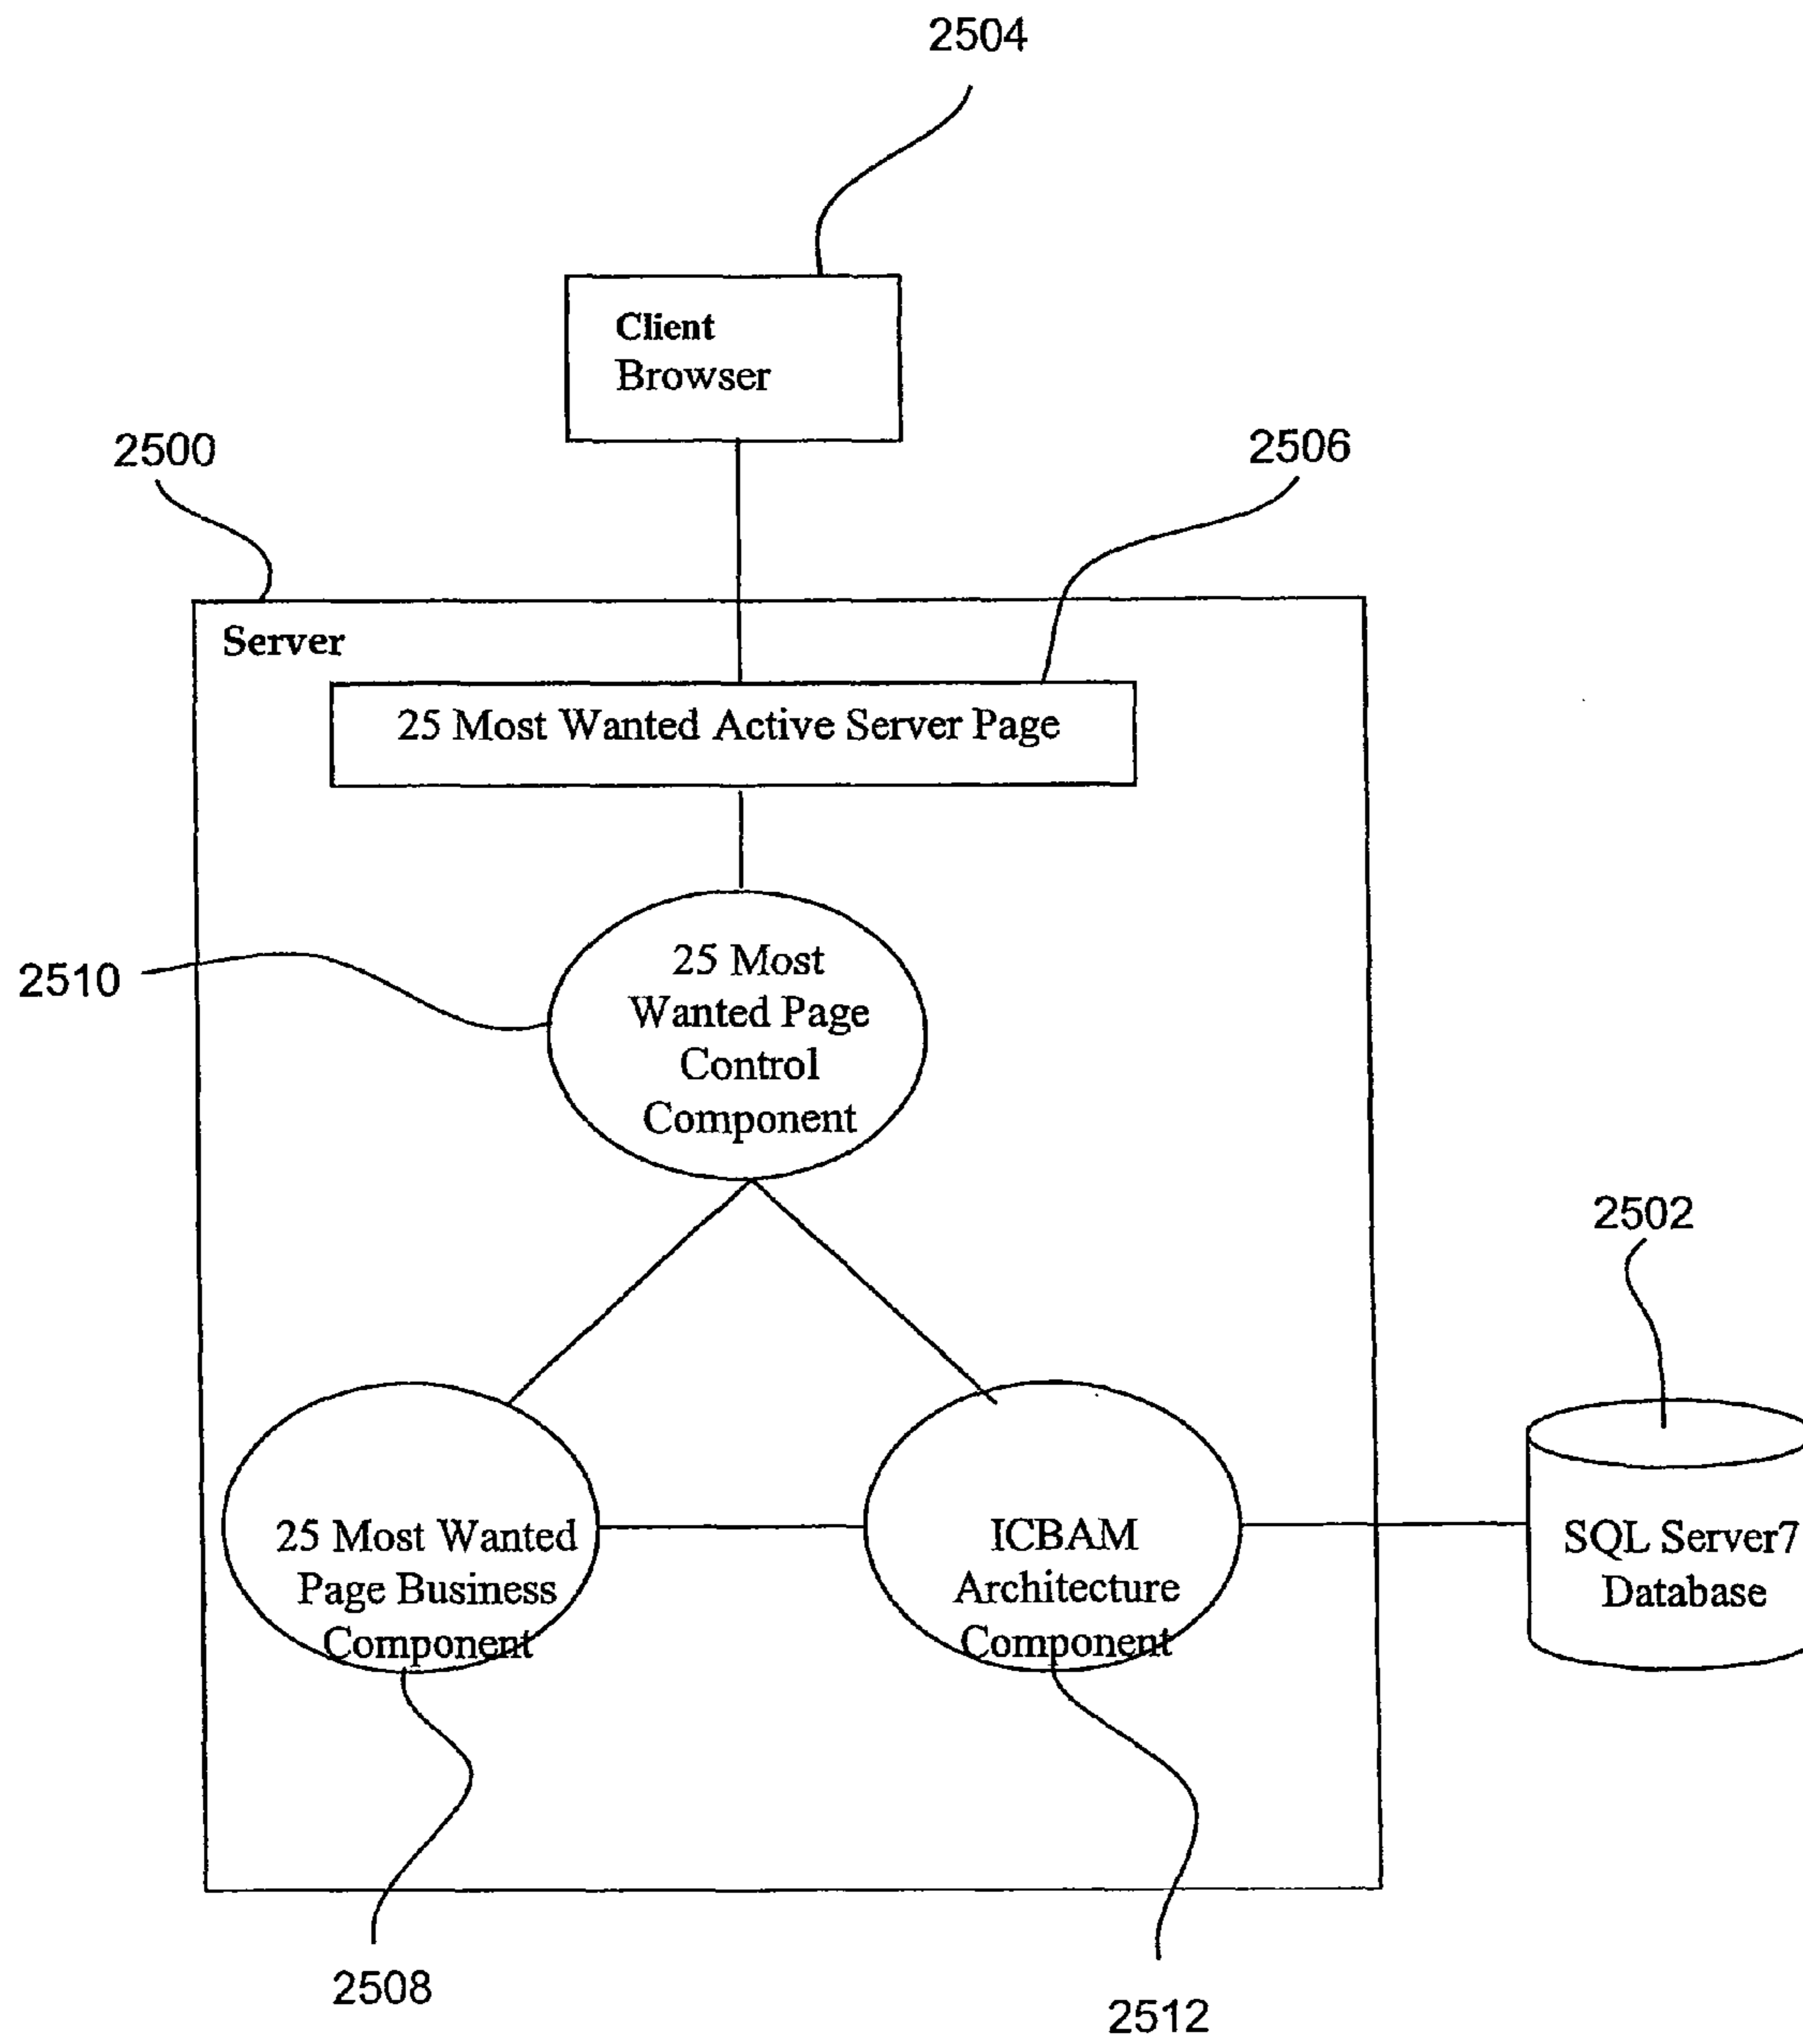 2504
Client
Browser
2500
2506
Server
25 Most Wanted Active Server Page
25 Most
Wanted Page
Control
Component
2510
2502
25 Most Wanted
Page Business
Component
ICBAM
Architecture
Component
SQL Server7
Database
2508
2512